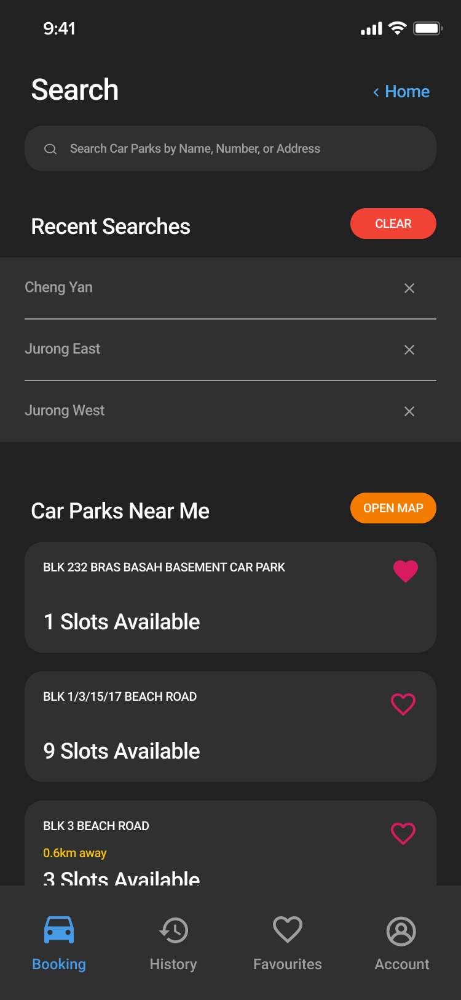 9:41
Search
Home
Search Car Parks by Name, Number, or Address
Recent Searches
CLEAR
Cheng Yan
Jurong East
Jurong West
Car Parks Near Me
OPEN MAP
BLK 232 BRAS BASAH BASEMENT CAR PARK
1 Slots Available
BLK 1/3/15/17 BEACH ROAD
9 Slots Available
BLK 3 BEACH ROAD
0.6km away
3 Slots Available
Booking
History
Favourites
Account